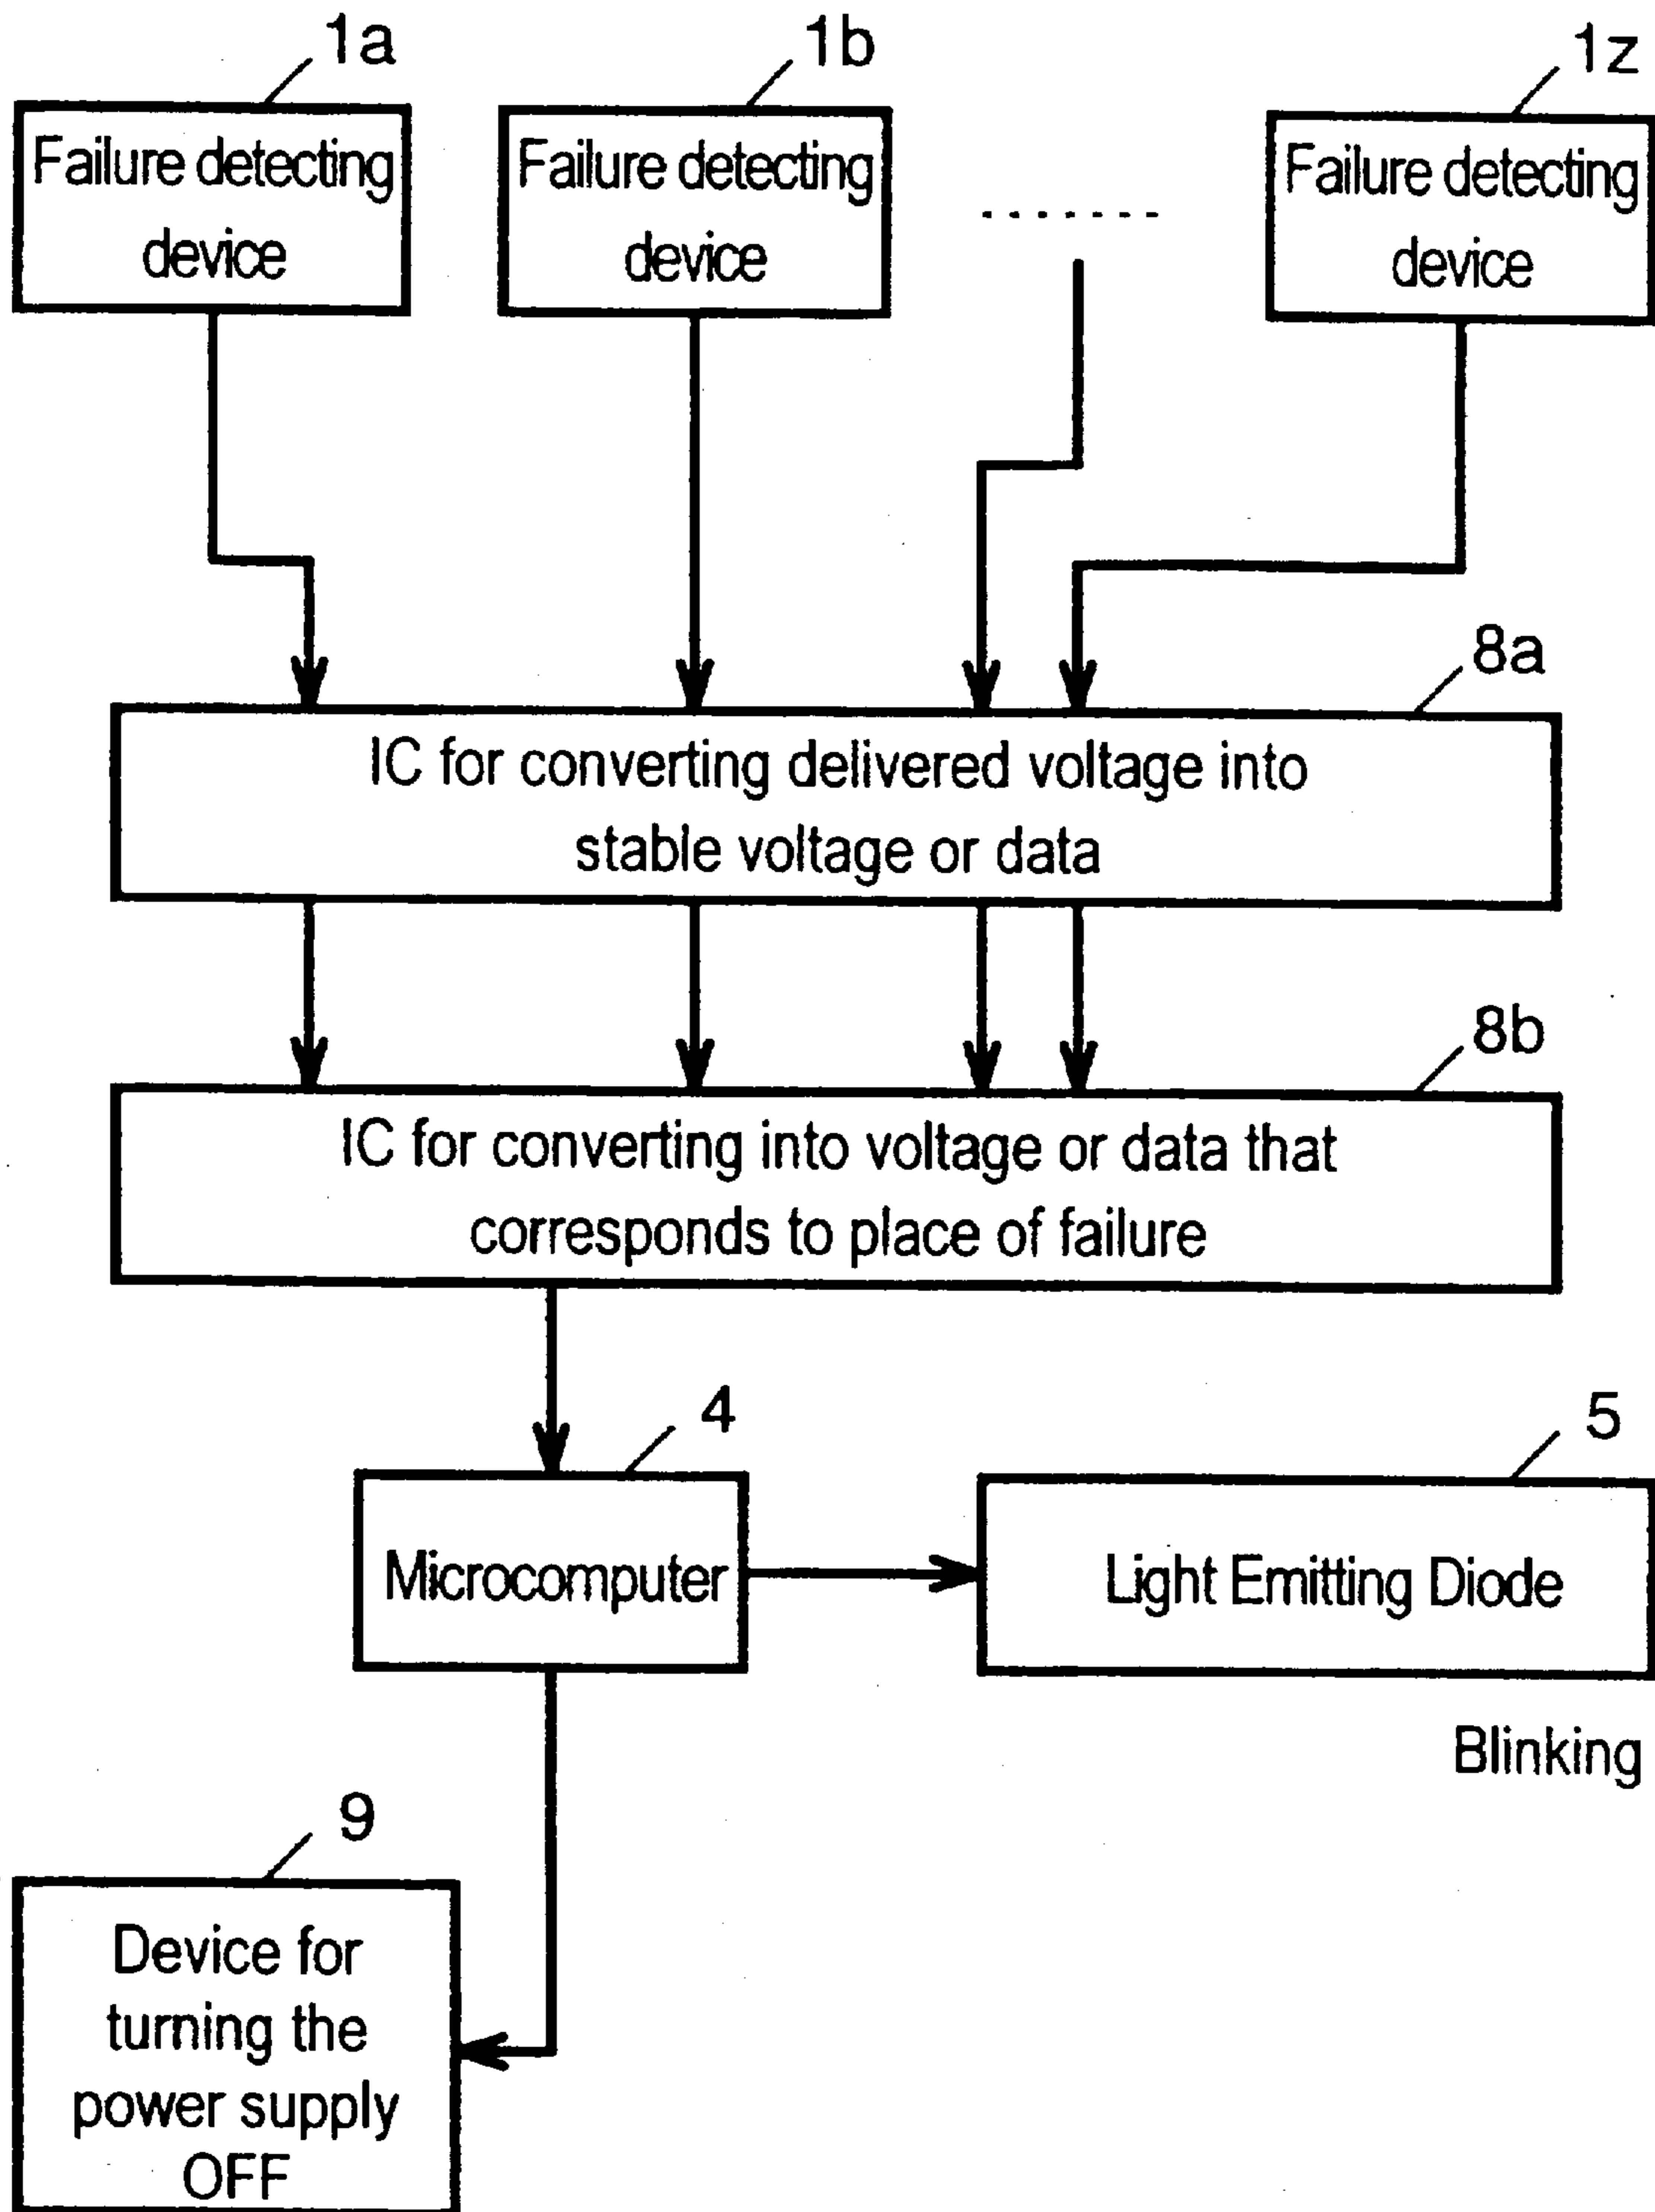 1a
1b
1z
Failure detecting
device
Failure detecting
device
Failure detecting
device
8a
IC for converting delivered voltage into
stable voltage or data
8b
IC for converting into voltage or data that
corresponds to place of failure
4
5
Microcomputer
Light Emitting Diode
Blinking
9
Device for
turning the
power supply
OFF